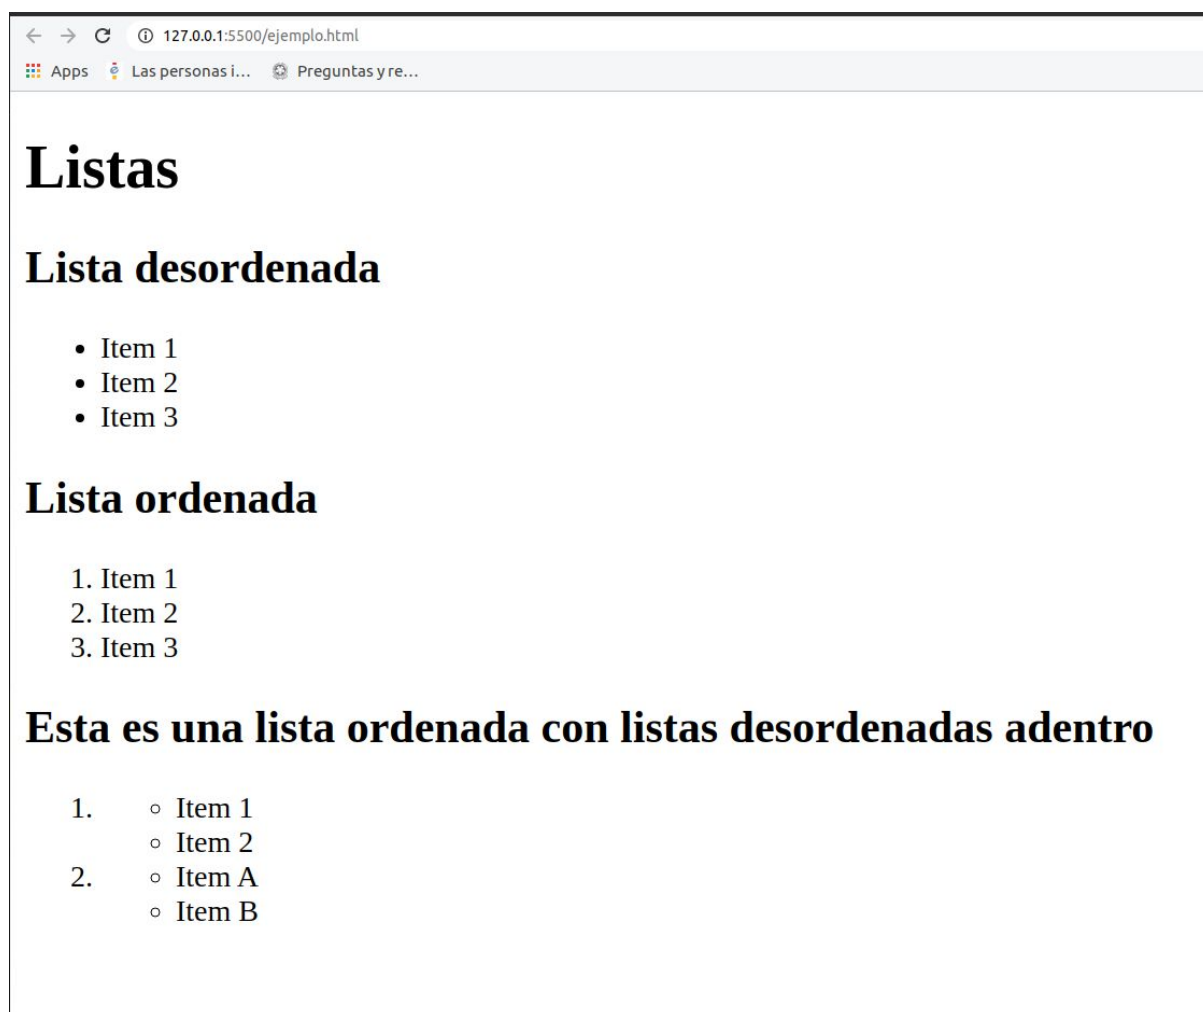 127.0.0.1:5500/ejemplo.html
Apps Las personas i... Preguntas y re...
Listas
Lista desordenada
• Item 1
• Item 2
• Item 3
Lista ordenada
1. Item 1
2. Item 2
3. Item 3
Esta es una lista ordenada con listas desordenadas adentro
1. ○ Item 1
○ Item 2
2. ○ Item A
○ Item B